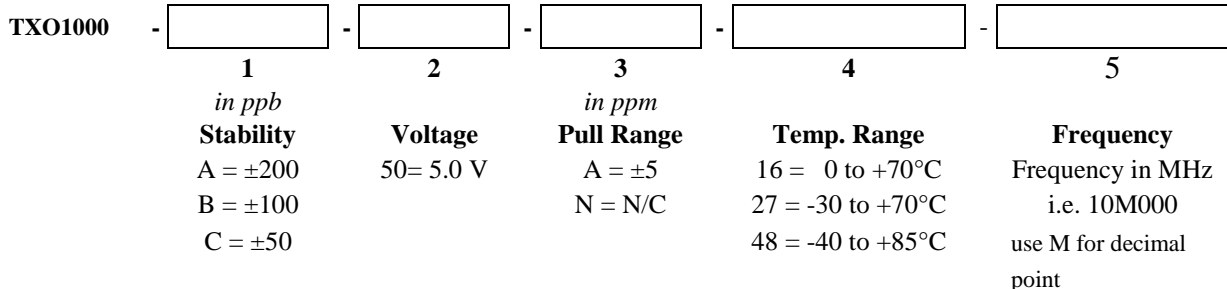 TXO1000 - - - - -
1 2 3 4 5
in ppb in ppm
Stability Voltage Pull Range Temp. Range Frequency
A = ±200 50= 5.0 V A = ±5 16 = 0 to +70°C Frequency in MHz
B = ±100 N = N/C 27 = -30 to +70°C i.e. 10M000
C = ±50 48 = -40 to +85°C use M for decimal
point